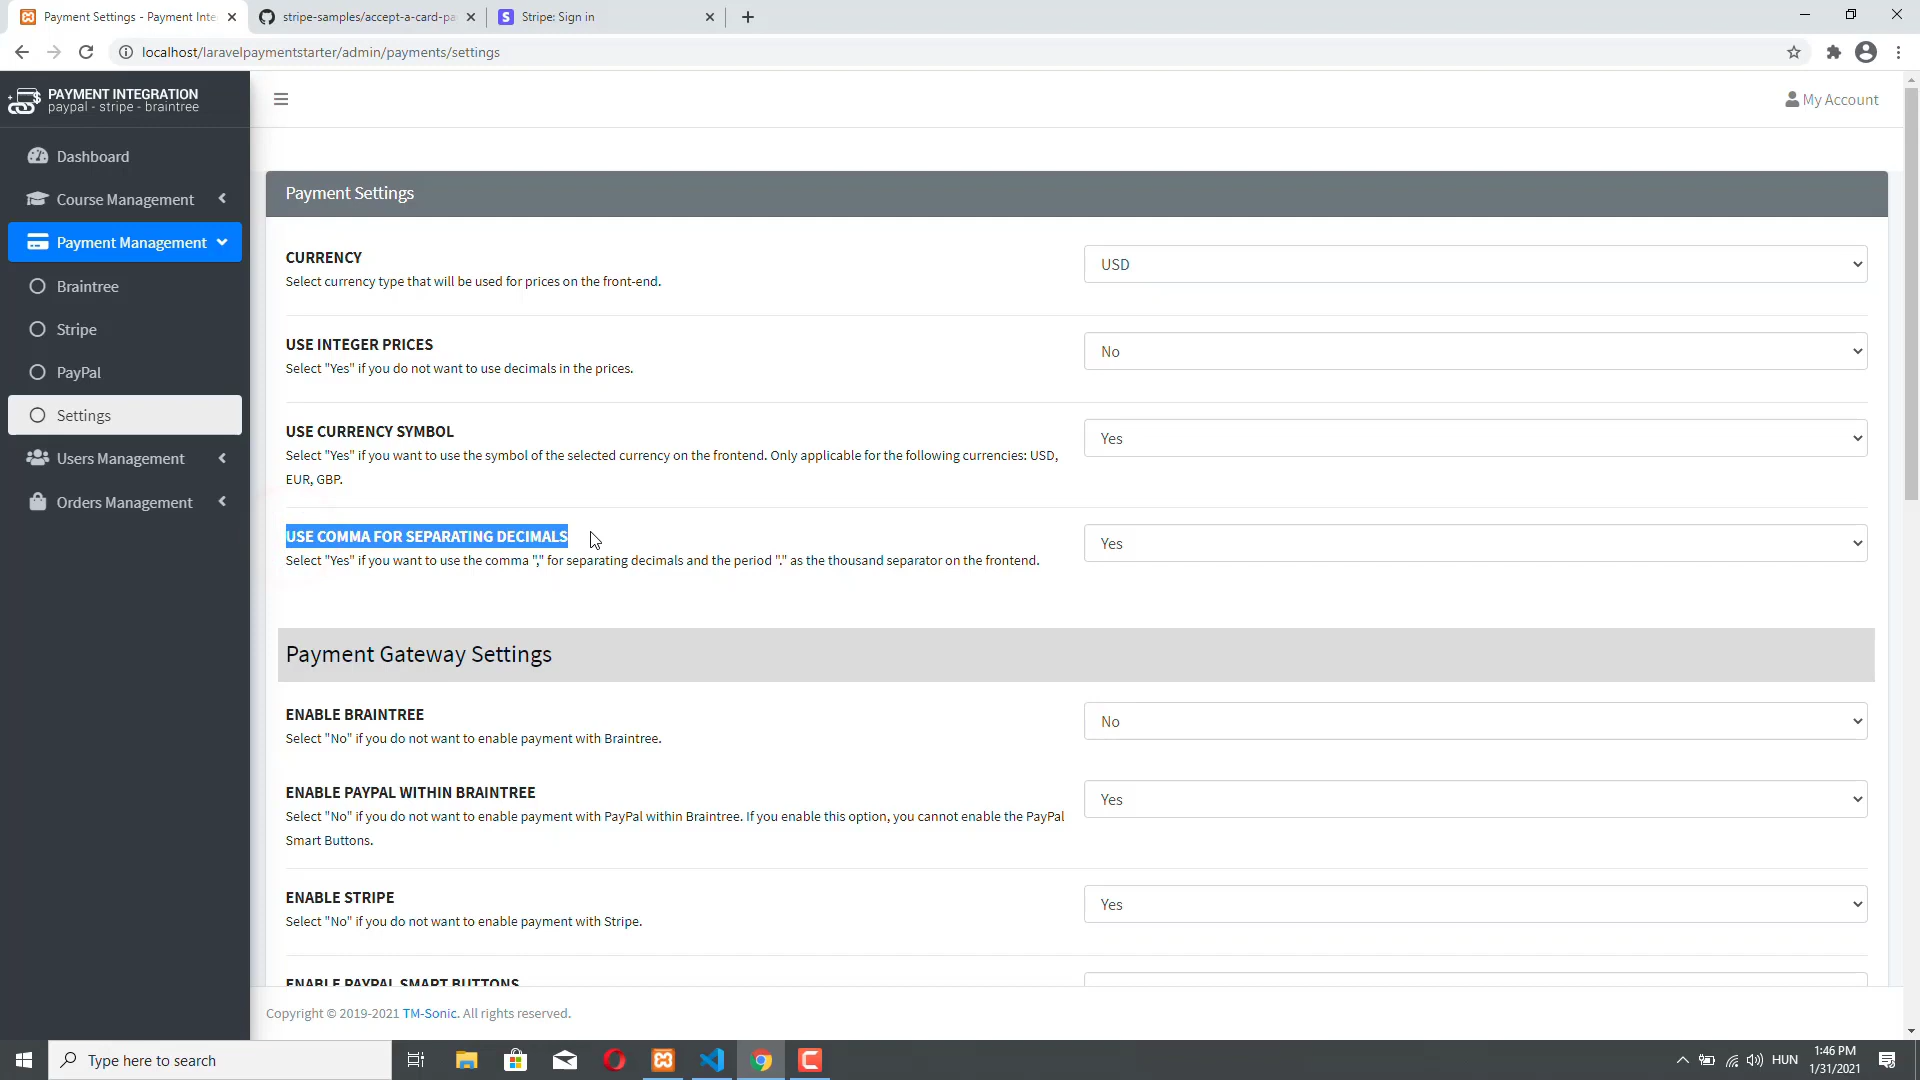 Payment Settings - Payment Inte
stripe-samples/accept-a-card-pa
Stripe: Sign in
localhost/laravelpaymentstarter/admin/payments/settings
PAYMENT INTEGRATION
paypal - stripe - braintree
My Account
Dashboard
Course Management
Payment Management
Braintree
Stripe
PayPal
Settings
Users Management
Orders Management
Payment Settings
CURRENCY
Select currency type that will be used for prices on the front-end.
USD
USE INTEGER PRICES
Select "Yes" if you do not want to use decimals in the prices.
No
USE CURRENCY SYMBOL
Select "Yes" if you want to use the symbol of the selected currency on the frontend. Only applicable for the following currencies: USD,
EUR, GBP.
Yes
USE COMMA FOR SEPARATING DECIMALS
Select "Yes" if you want to use the comma "," for separating decimals and the period "." as the thousand separator on the frontend.
Yes
Payment Gateway Settings
ENABLE BRAINTREE
Select "No" if you do not want to enable payment with Braintree.
No
ENABLE PAYPAL WITHIN BRAINTREE
Select "No" if you do not want to enable payment with PayPal within Braintree. If you enable this option, you cannot enable the PayPal
Smart Buttons.
Yes
ENABLE STRIPE
Select "No" if you do not want to enable payment with Stripe.
Yes
ENABLE PAYPAL SMART BUTTONS
Copyright © 2019-2021 TM-Sonic. All rights reserved.
Type here to search
HUN
1:46 PM
1/31/2021